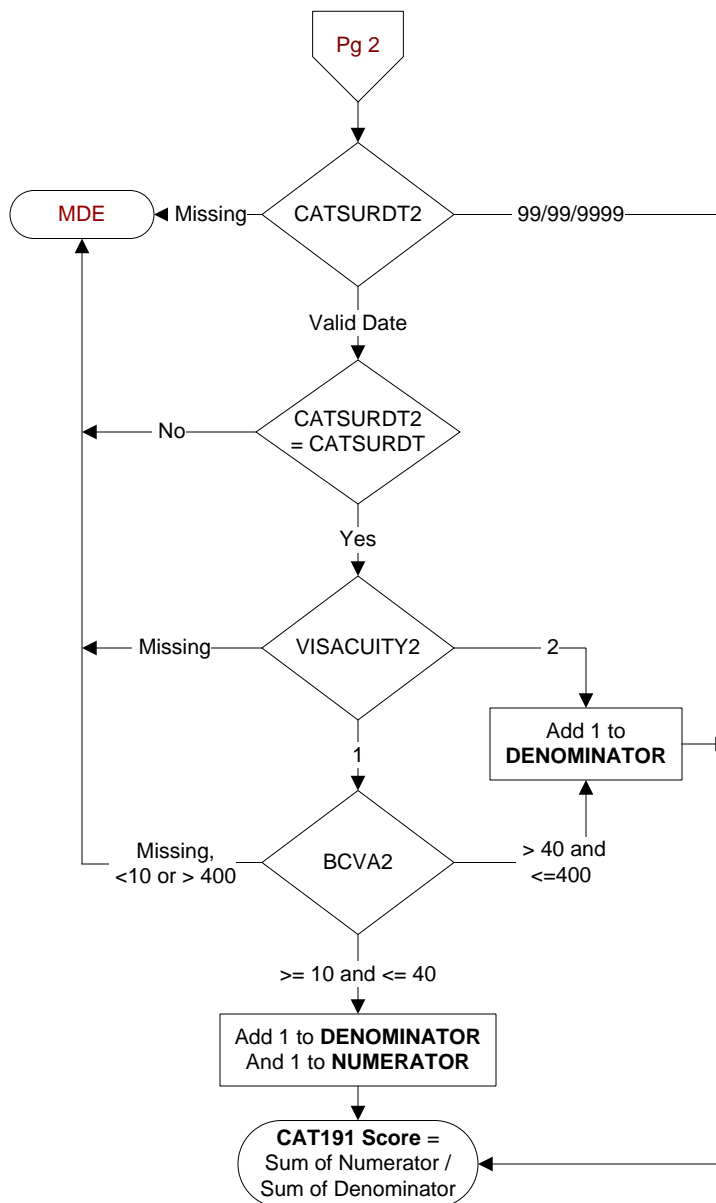 Pg 2
CATSURDT2
MDE
Missing
99/99/9999
Valid Date
CATSURDT2
= CATSURDT
No
Yes
VISACUITY2
Missing
2
Add 1 to
DENOMINATOR
1
BCVA2
Missing,
<10 or > 400
> 40 and
<=400
>= 10 and <= 40
Add 1 to DENOMINATOR
And 1 to NUMERATOR
CAT191 Score =
Sum of Numerator /
Sum of Denominator